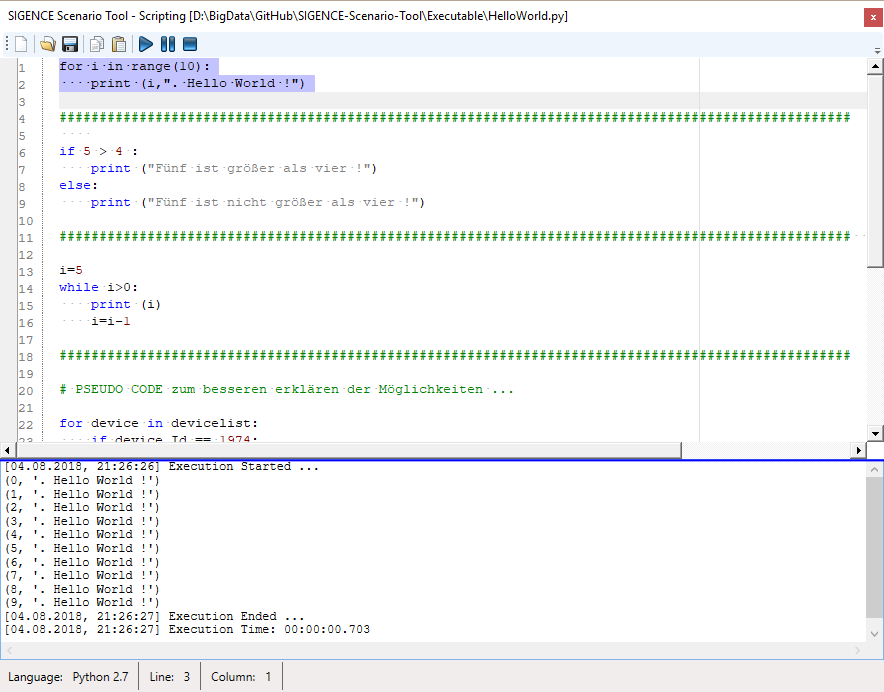 SIGENCE Scenario Tool - Scripting [D:\BigData\GitHub\SIGENCE-Scenario-Tool\Executable\HelloWorld.py]
1 for i in range(10):
2     print (i,". Hello World !")
3
4 ###################################################################################################
5
6 if 5 > 4 :
7     print ("Fünf ist größer als vier !")
8 else:
9     print ("Fünf ist nicht größer als vier !")
10
11 ###################################################################################################
12
13 i=5
14 while i>0:
15     print (i)
16     i=i-1
17
18 ###################################################################################################
19
20 # PSEUDO CODE zum besseren erklären der Möglichkeiten ...
21
22 for device in devicelist:
23     if device.Id == 1974:
[04.08.2018, 21:26:26] Execution Started ...
(0, '. Hello World !')
(1, '. Hello World !')
(2, '. Hello World !')
(3, '. Hello World !')
(4, '. Hello World !')
(5, '. Hello World !')
(6, '. Hello World !')
(7, '. Hello World !')
(8, '. Hello World !')
(9, '. Hello World !')
[04.08.2018, 21:26:27] Execution Ended ...
[04.08.2018, 21:26:27] Execution Time: 00:00:00.703
Language: Python 2.7 Line: 3 Column: 1